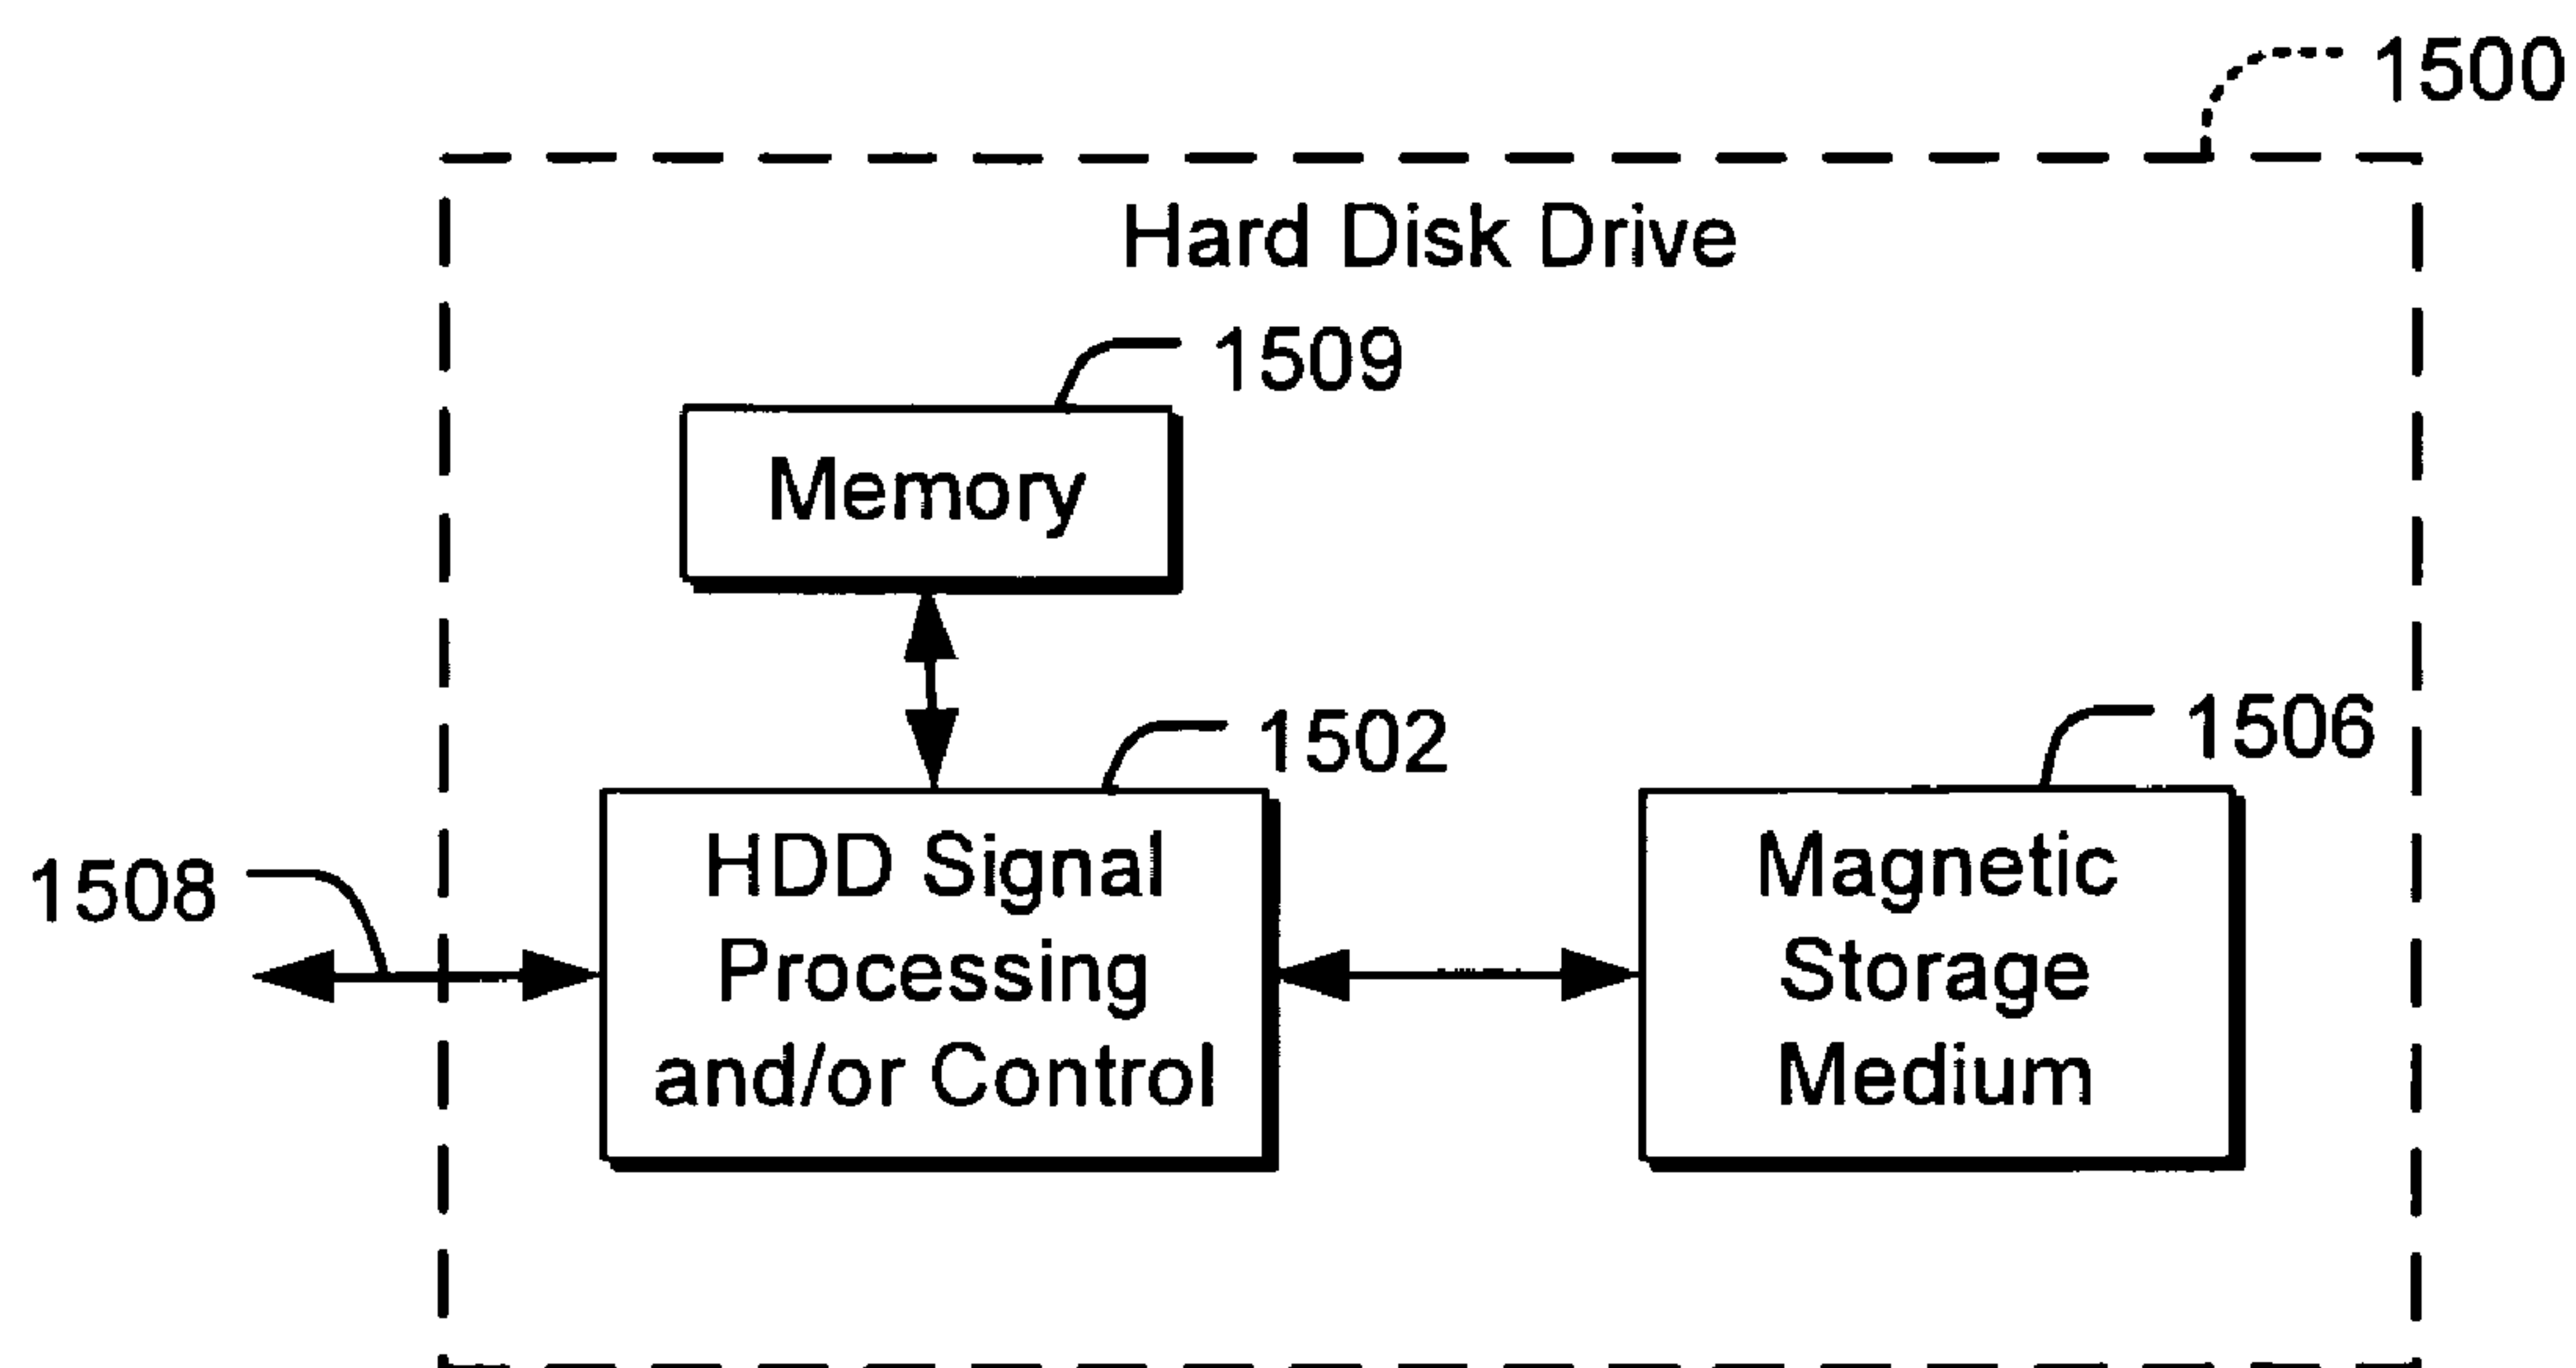 1500
Hard Disk Drive
1509
Memory
1502
1506
1508
HDD Signal
Processing
and/or Control
Magnetic
Storage
Medium